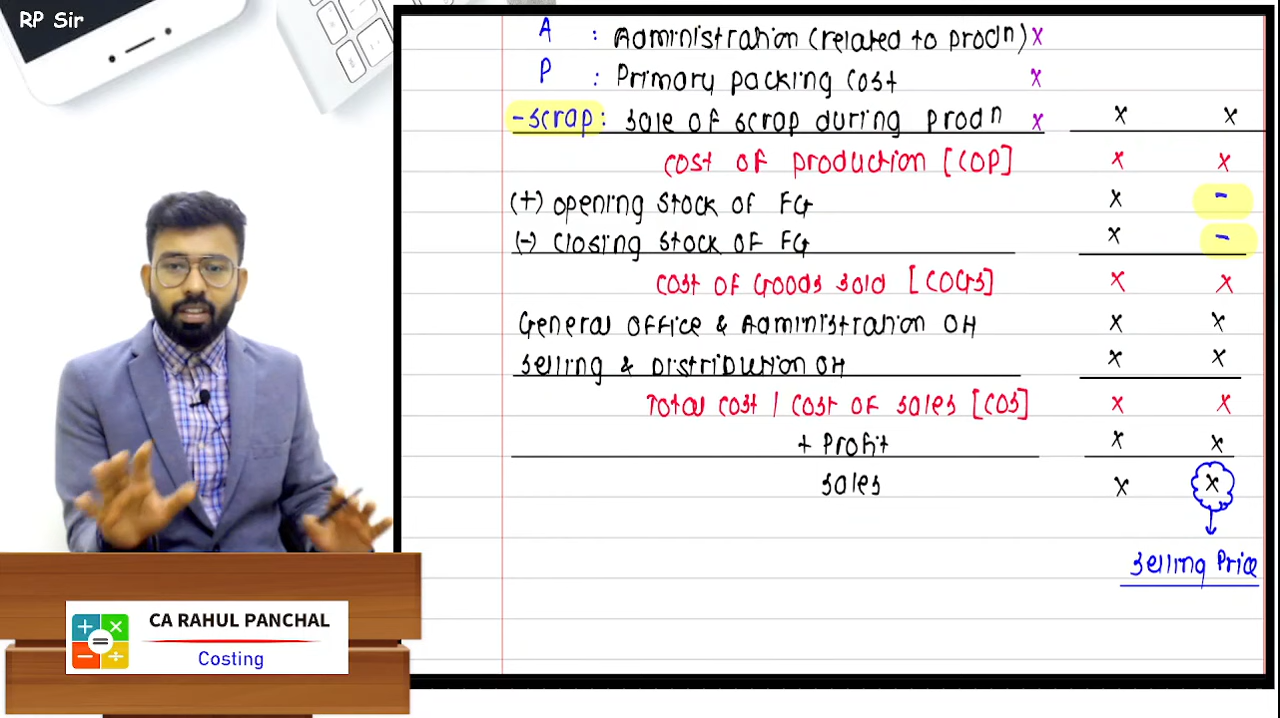 RP Sir
A : Administration (related to prodn) x
P : Primary packing cost x
-scrap: sale of scrap during prodn x x x
cost of production [COP] x x
(+) opening stock of FG x -
(-) closing stock of FG x -
cost of Goods sold [COGS] x x
General office & Administration OH x x
selling & Distribution OH x x
Total cost | cost of sales [COS] x x
+ Profit x x
sales x x
selling Price
CA RAHUL PANCHAL
Costing